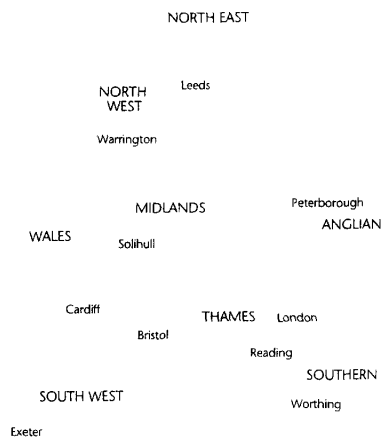 NORTH EAST
Leeds
NORTH
WEST
Warrington
Peterborough
MIDLANDS
ANGLIAN
WALES
Solihull
Cardiff
THAMES
London
Bristol
Reading
SOUTHERN
SOUTH WEST
Worthing
Exeter